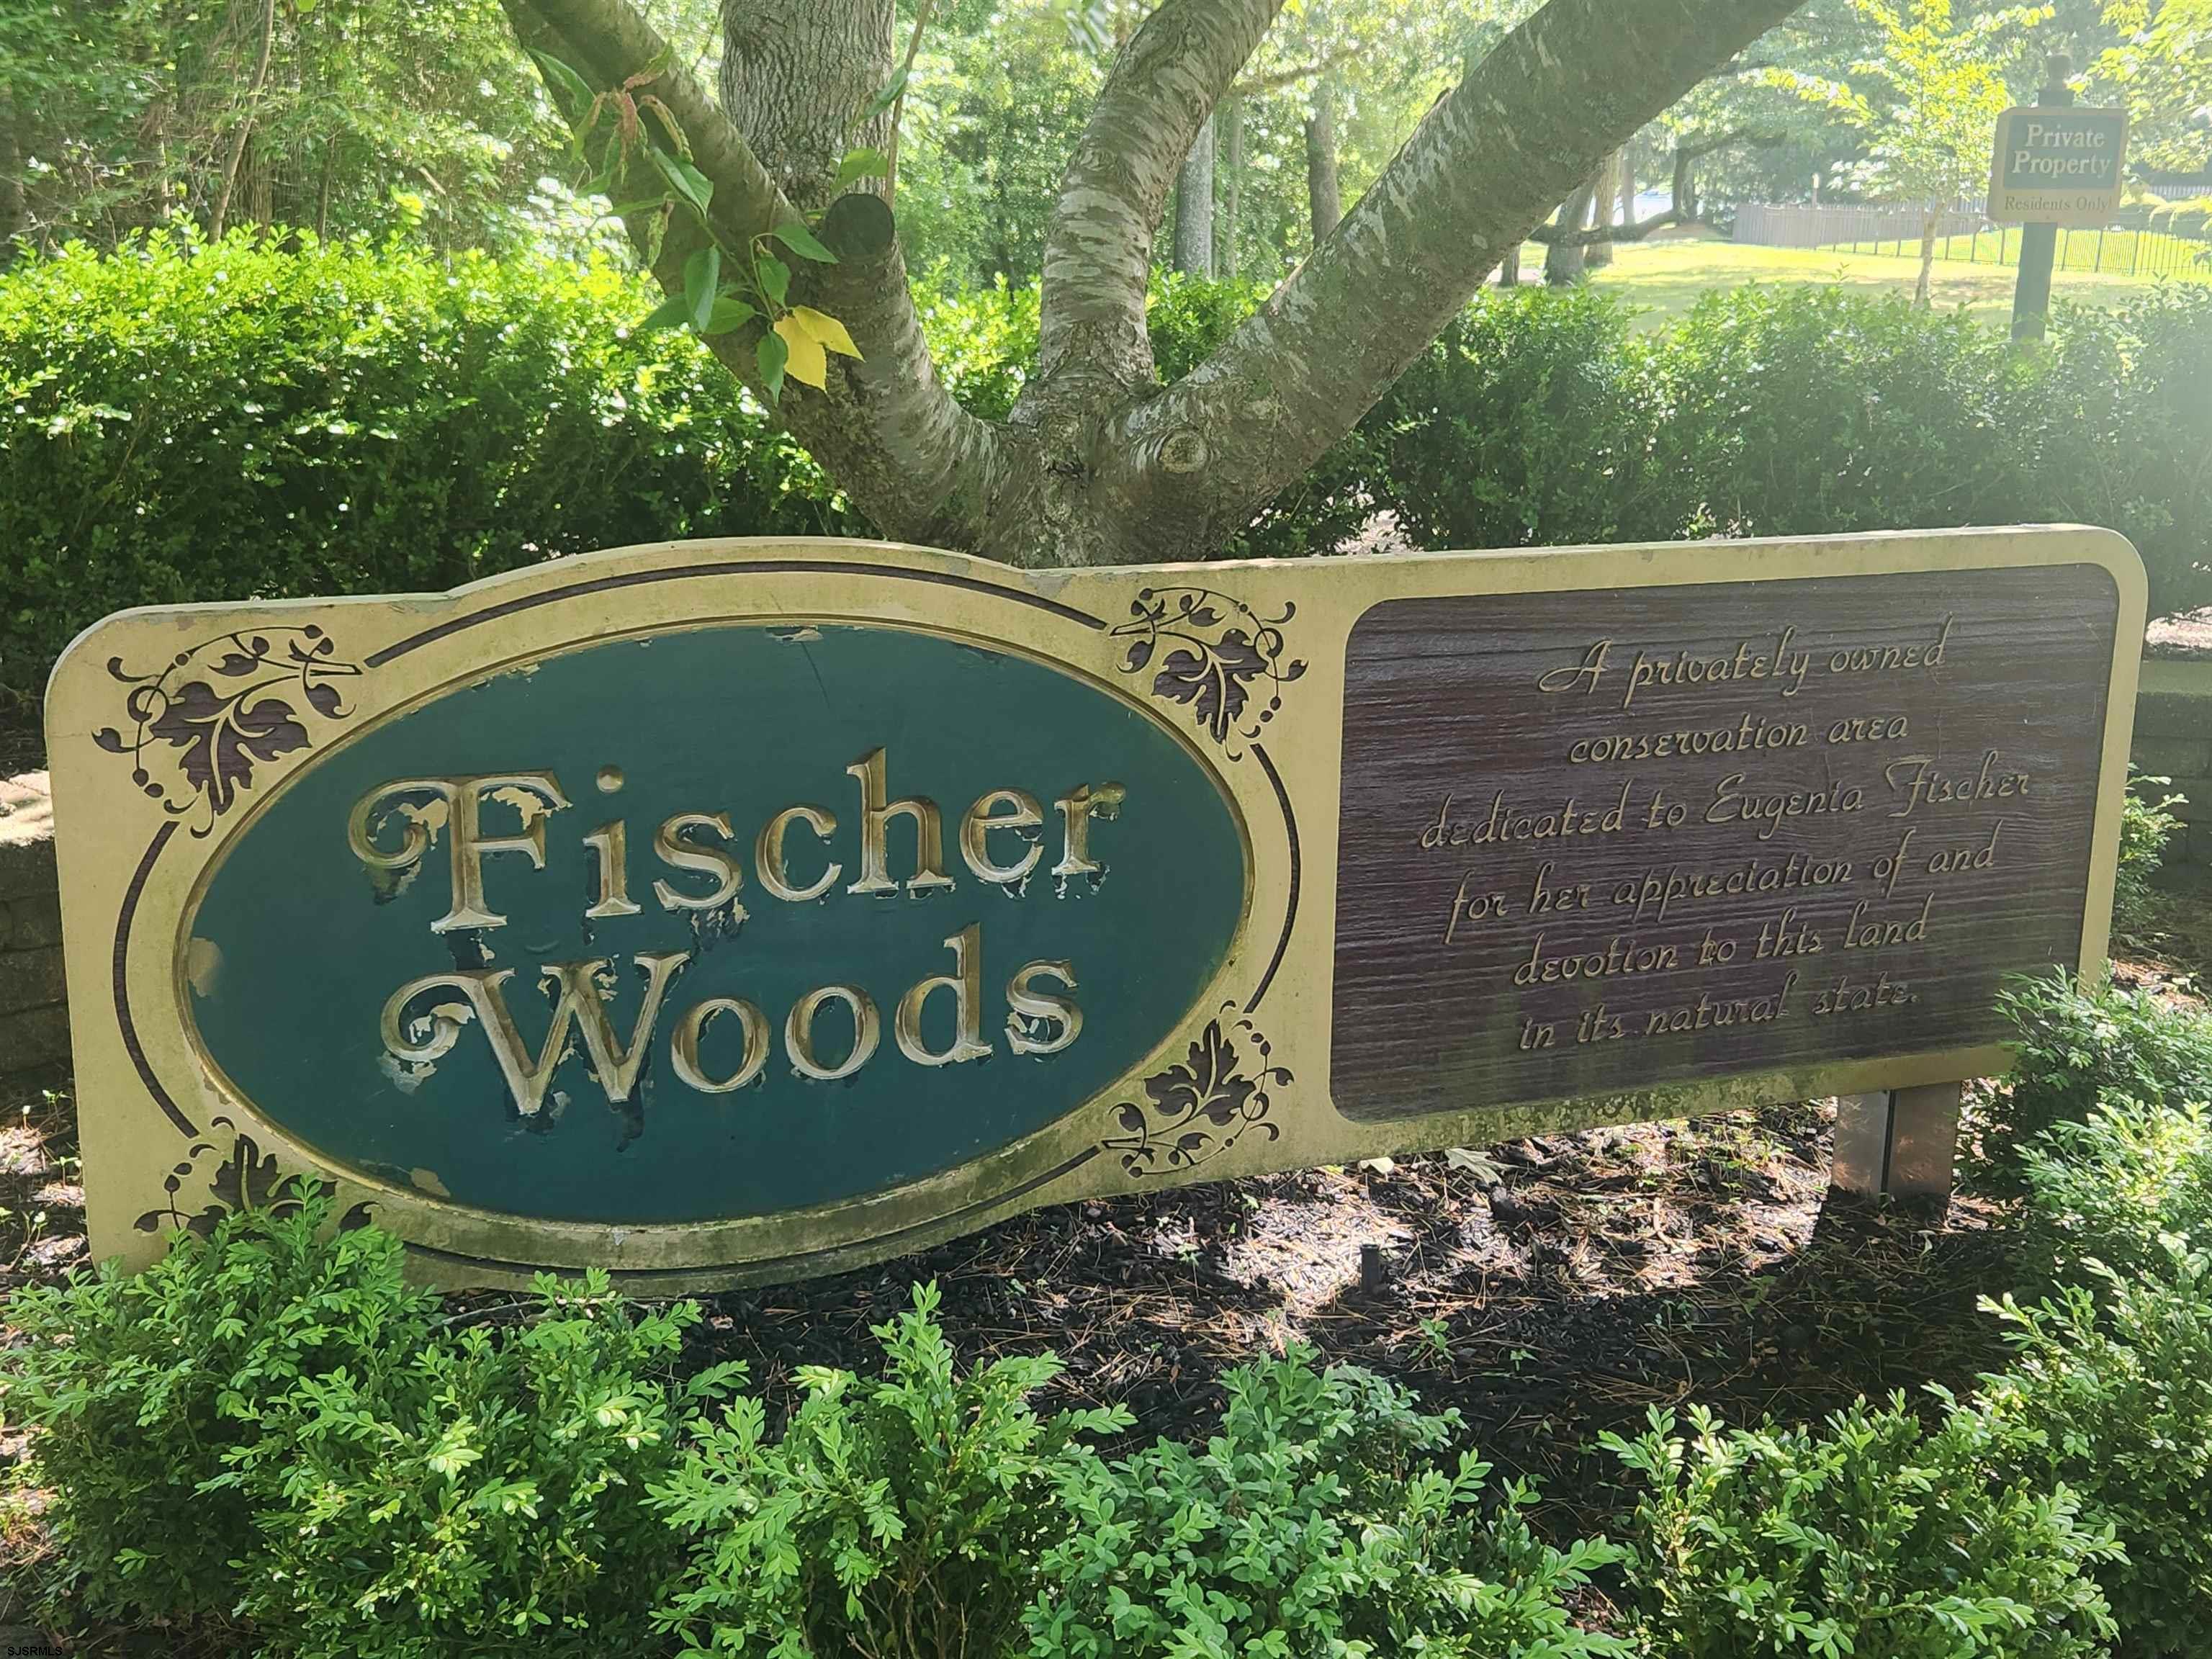 Private
Property
Residents Only!
Fischer
Woods
A privately owned
conservation area
dedicated to Eugenia Fischer
for her appreciation of and
devotion to this land
in its natural state.
SJSRMLS